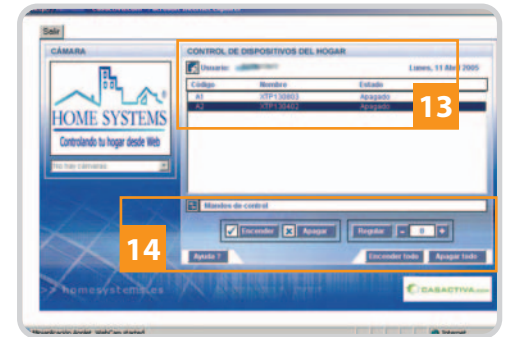 Salir
CÁMARA
CONTROL DE DISPOSITIVOS DEL HOGAR
Usuario:
Lunes, 11 Abril 2005
Código Nombre Estado
A1 XTP130803 Apagado
A2 XTP130402 Apagado
13
HOME SYSTEMS
Controlando tu hogar desde Web
No hay cámaras
Mandos de control
Encender Apagar Regular - 0 +
14
Ayuda ?
Encender todo Apagar todo
>> homesystems.es
CASACTIVA.com
Internet